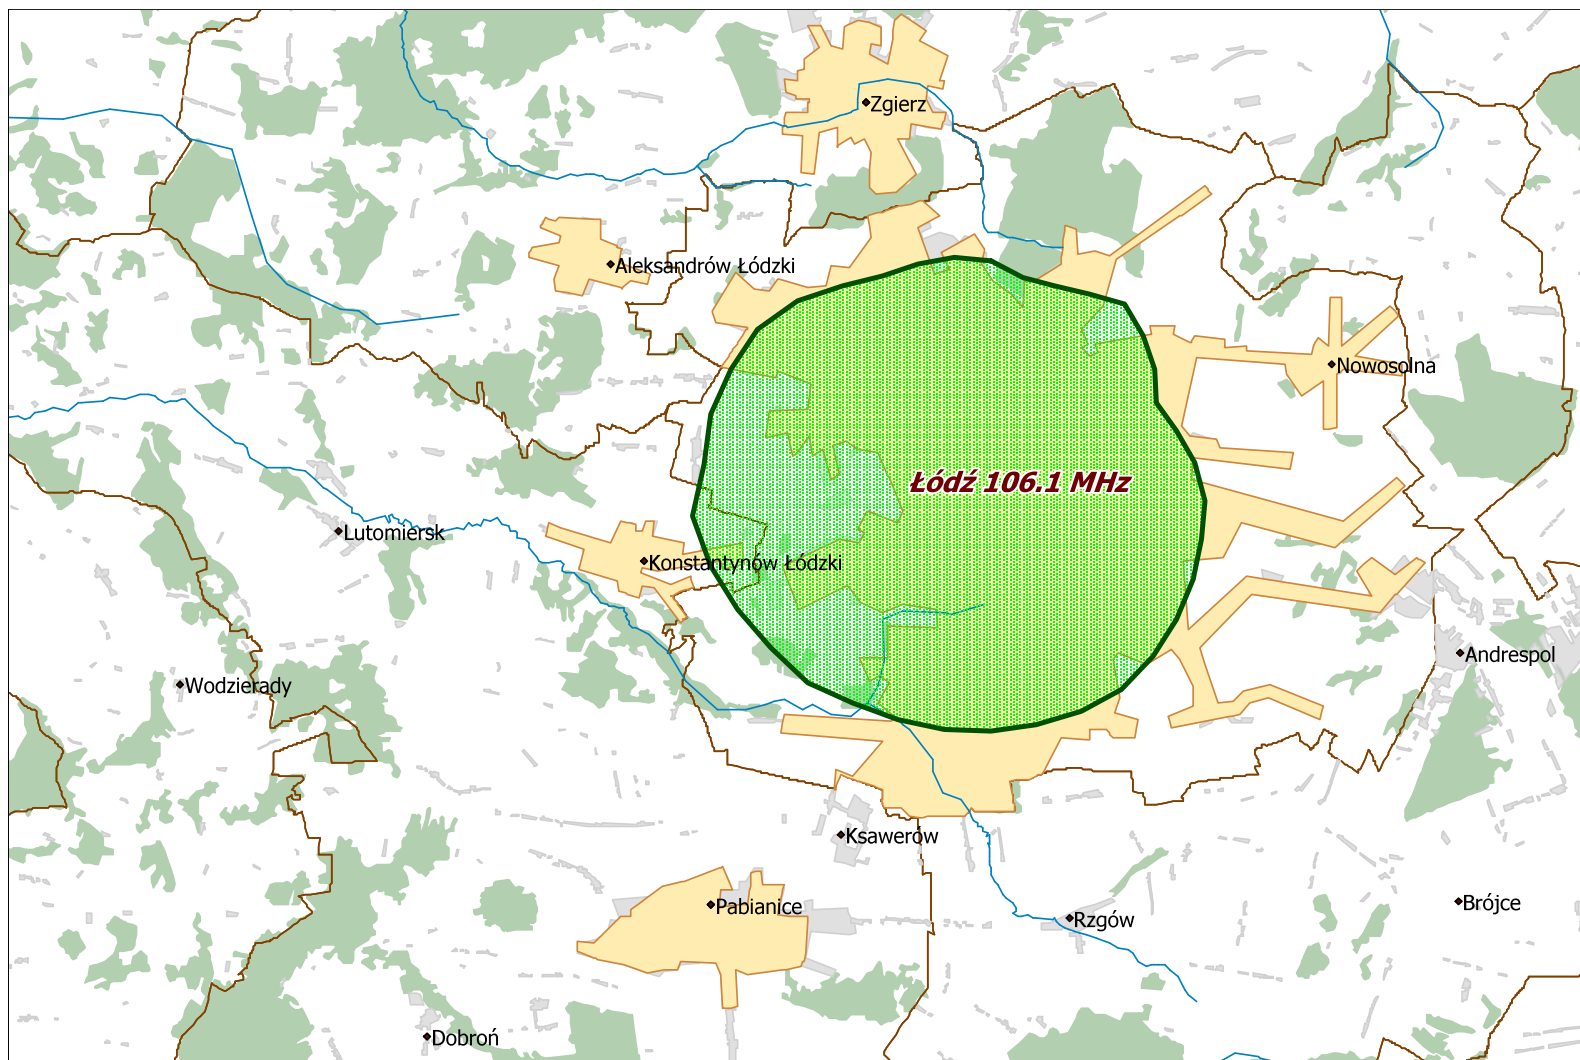 Zgierz
Aleksandrów Łódzki
Nowosolna
Łódź 106.1 MHz
Lutomiersk
Konstantynów Łódzki
Andrespol
Wodzierady
Ksawerów
Pabianice
Brójce
Rzgów
Dobroń